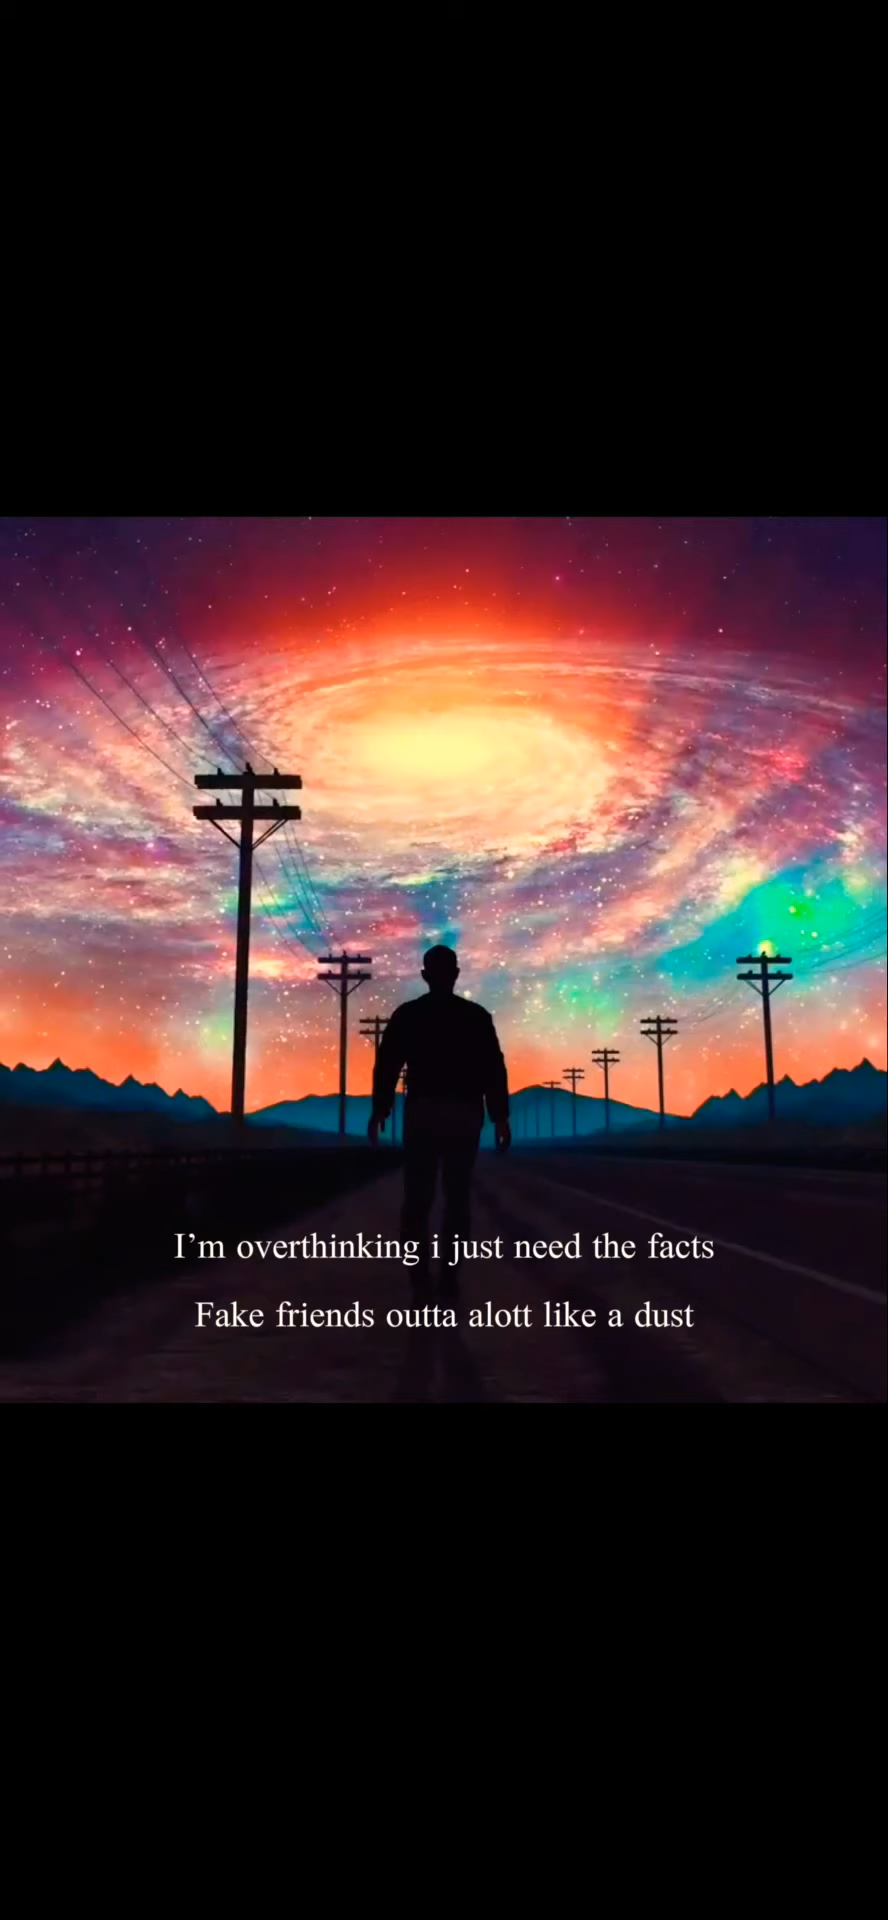 I’m overthinking i just need the facts
Fake friends outta alott like a dust